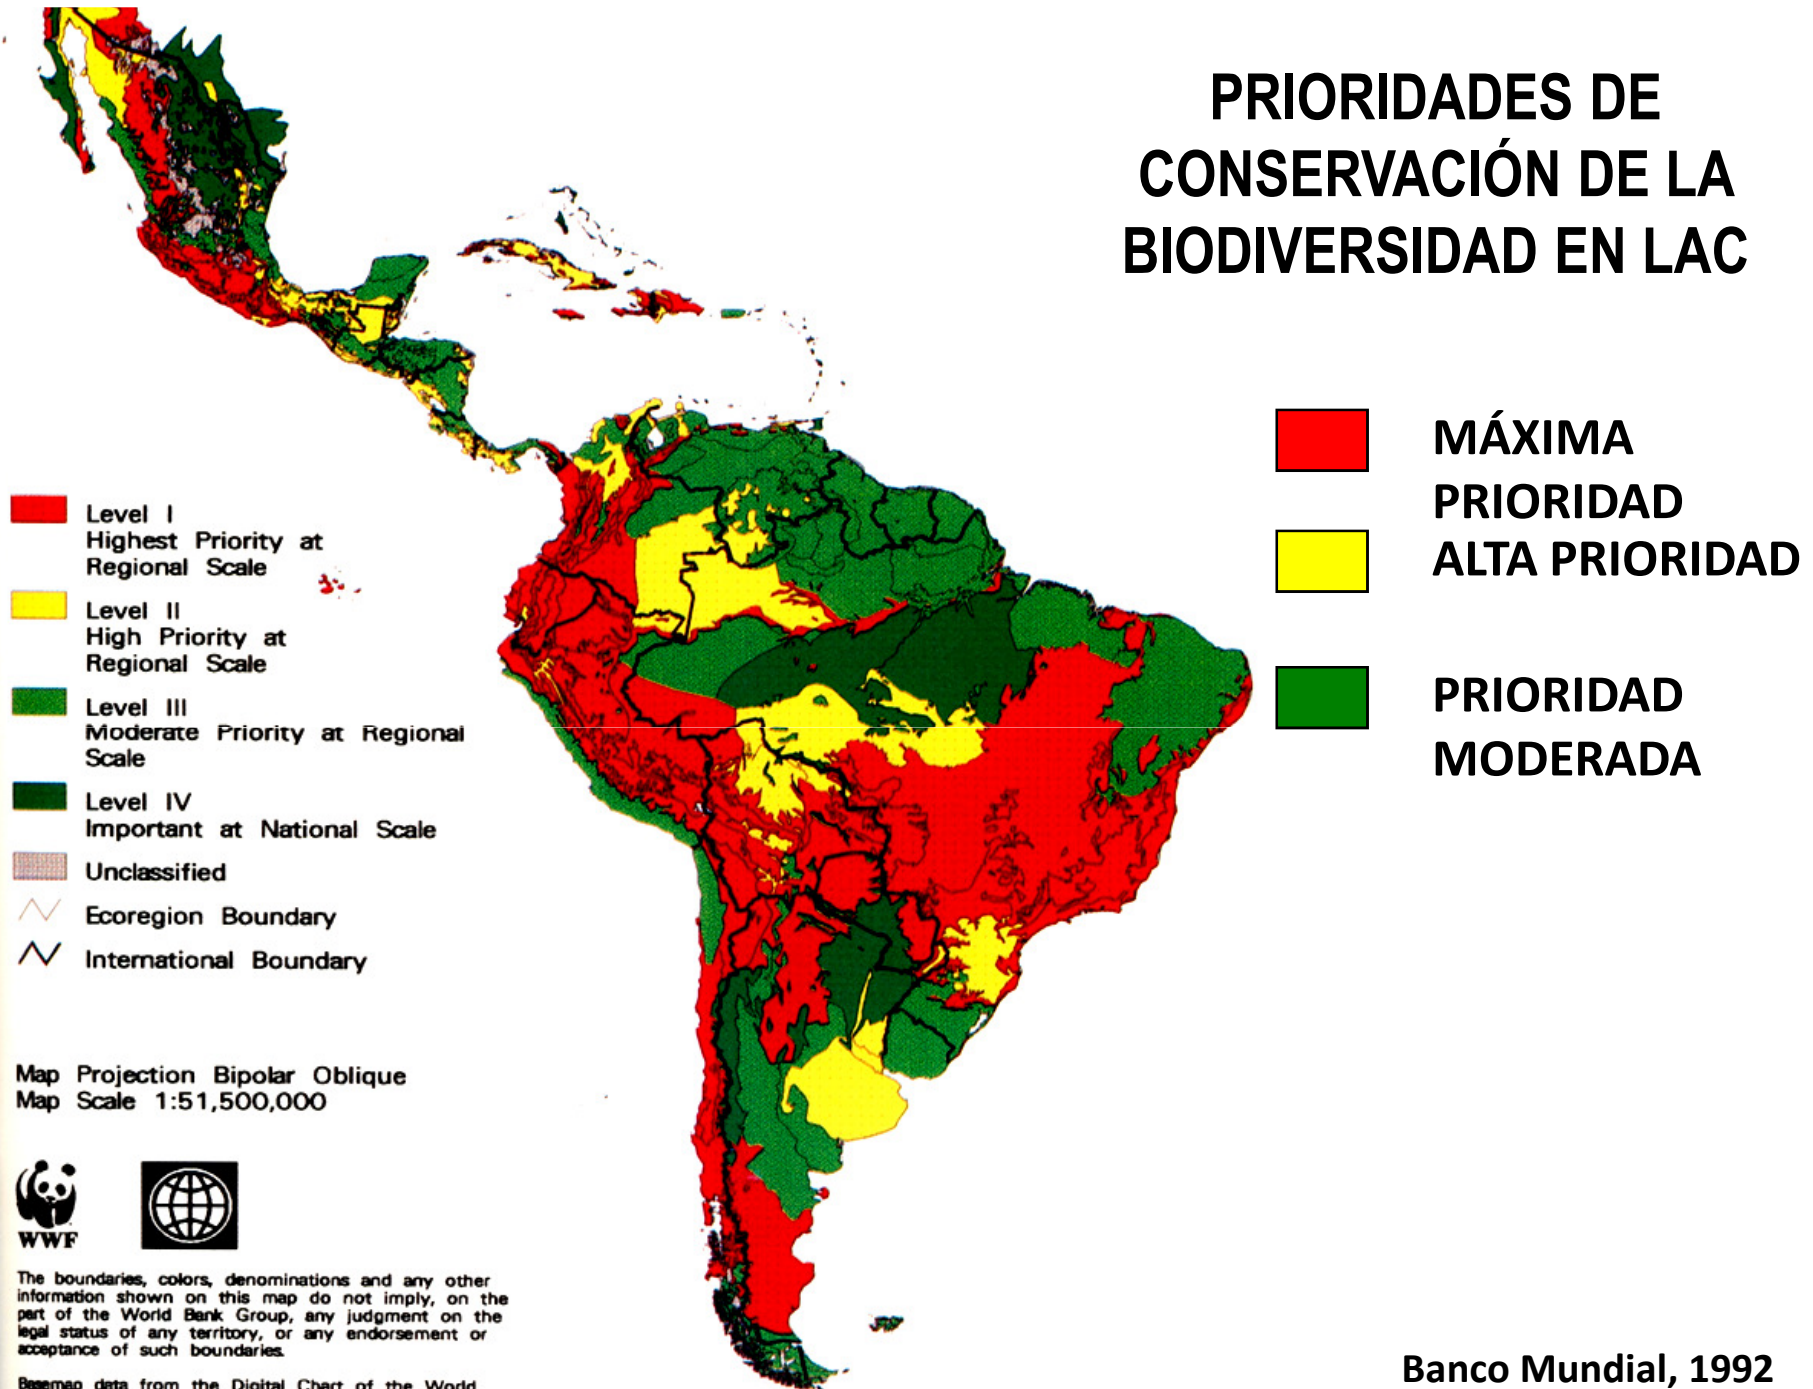 PRIORIDADES DE
CONSERVACIÓN DE LA
BIODIVERSIDAD EN LAC
MÁXIMA
PRIORIDAD
ALTA PRIORIDAD
PRIORIDAD
MODERADA
Level I
Highest Priority at
Regional Scale
Level II
High Priority at
Regional Scale
Level III
Moderate Priority at Regional
Scale
Level IV
Important at National Scale
Unclassified
Ecoregion Boundary
International Boundary
Map Projection Bipolar Oblique
Map Scale 1:51,500,000
WWF
The boundaries, colors, denominations and any other
information shown on this map do not imply, on the
part of the World Bank Group, any judgment on the
legal status of any territory, or any endorsement or
acceptance of such boundaries.
Basemap data from the Digital Chart of the World
Banco Mundial, 1992